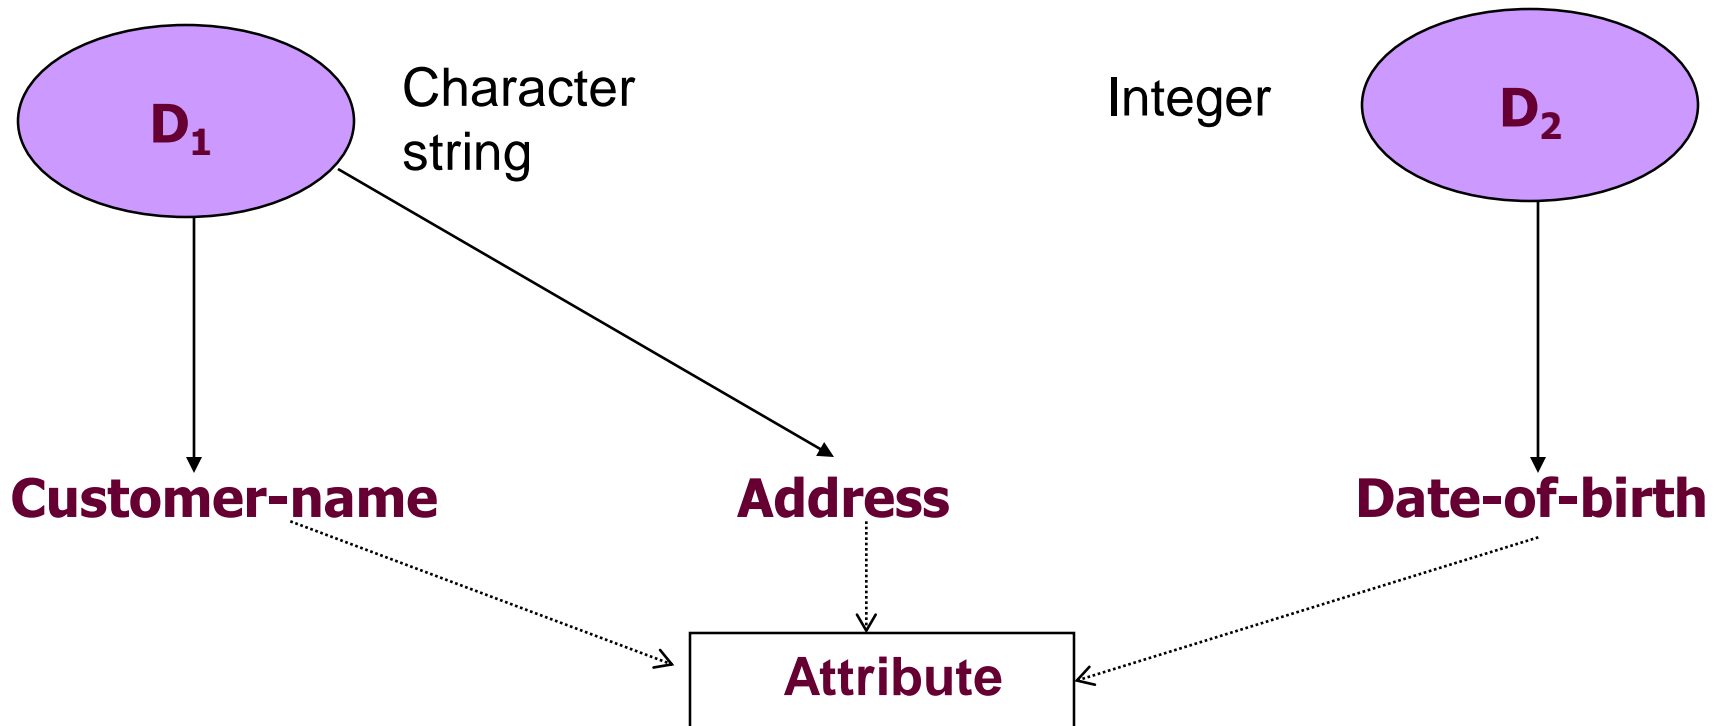 D₁
Character
string
Integer
D₂
Customer-name
Address
Date-of-birth
Attribute